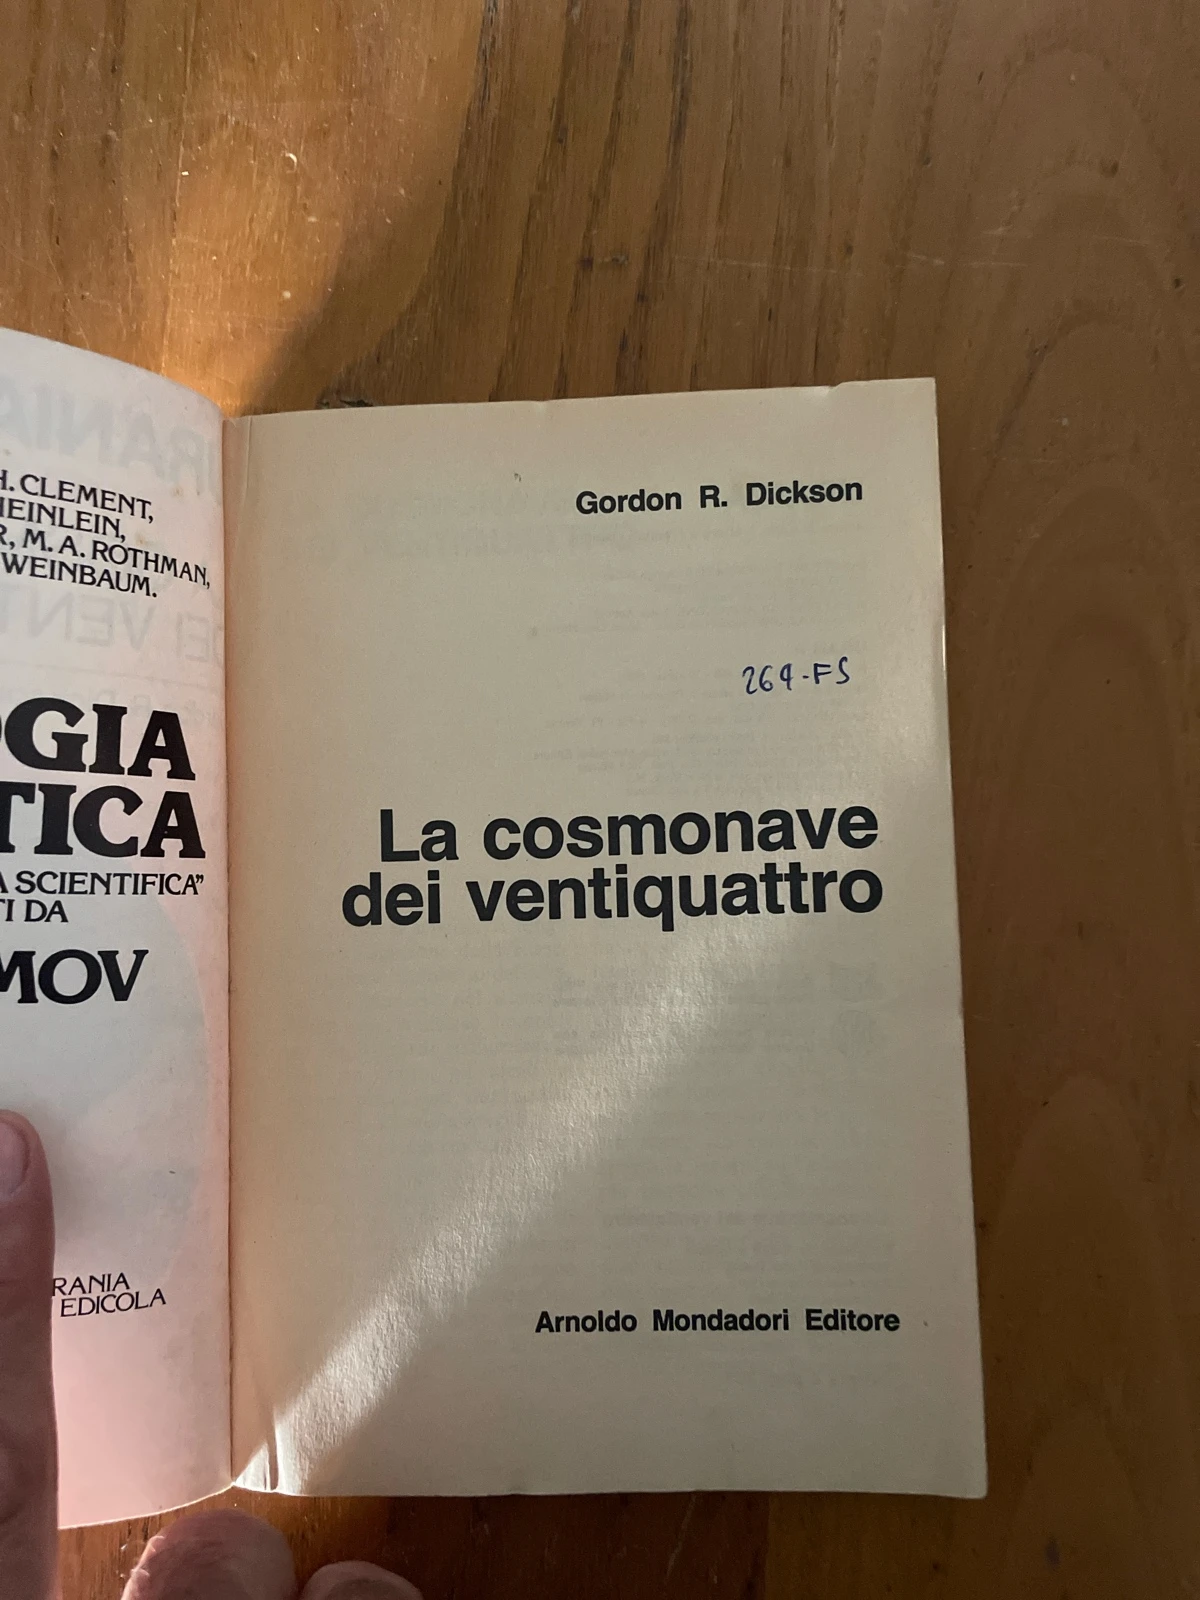 H. CLEMENT,
HEINLEIN,
R, M. A. ROTHMAN,
WEINBAUM.
OGIA
TICA
A SCIENTIFICA”
TI DA
MOV
RANIA
EDICOLA
Gordon R. Dickson
264-FS
La cosmonave
dei ventiquattro
Arnoldo Mondadori Editore